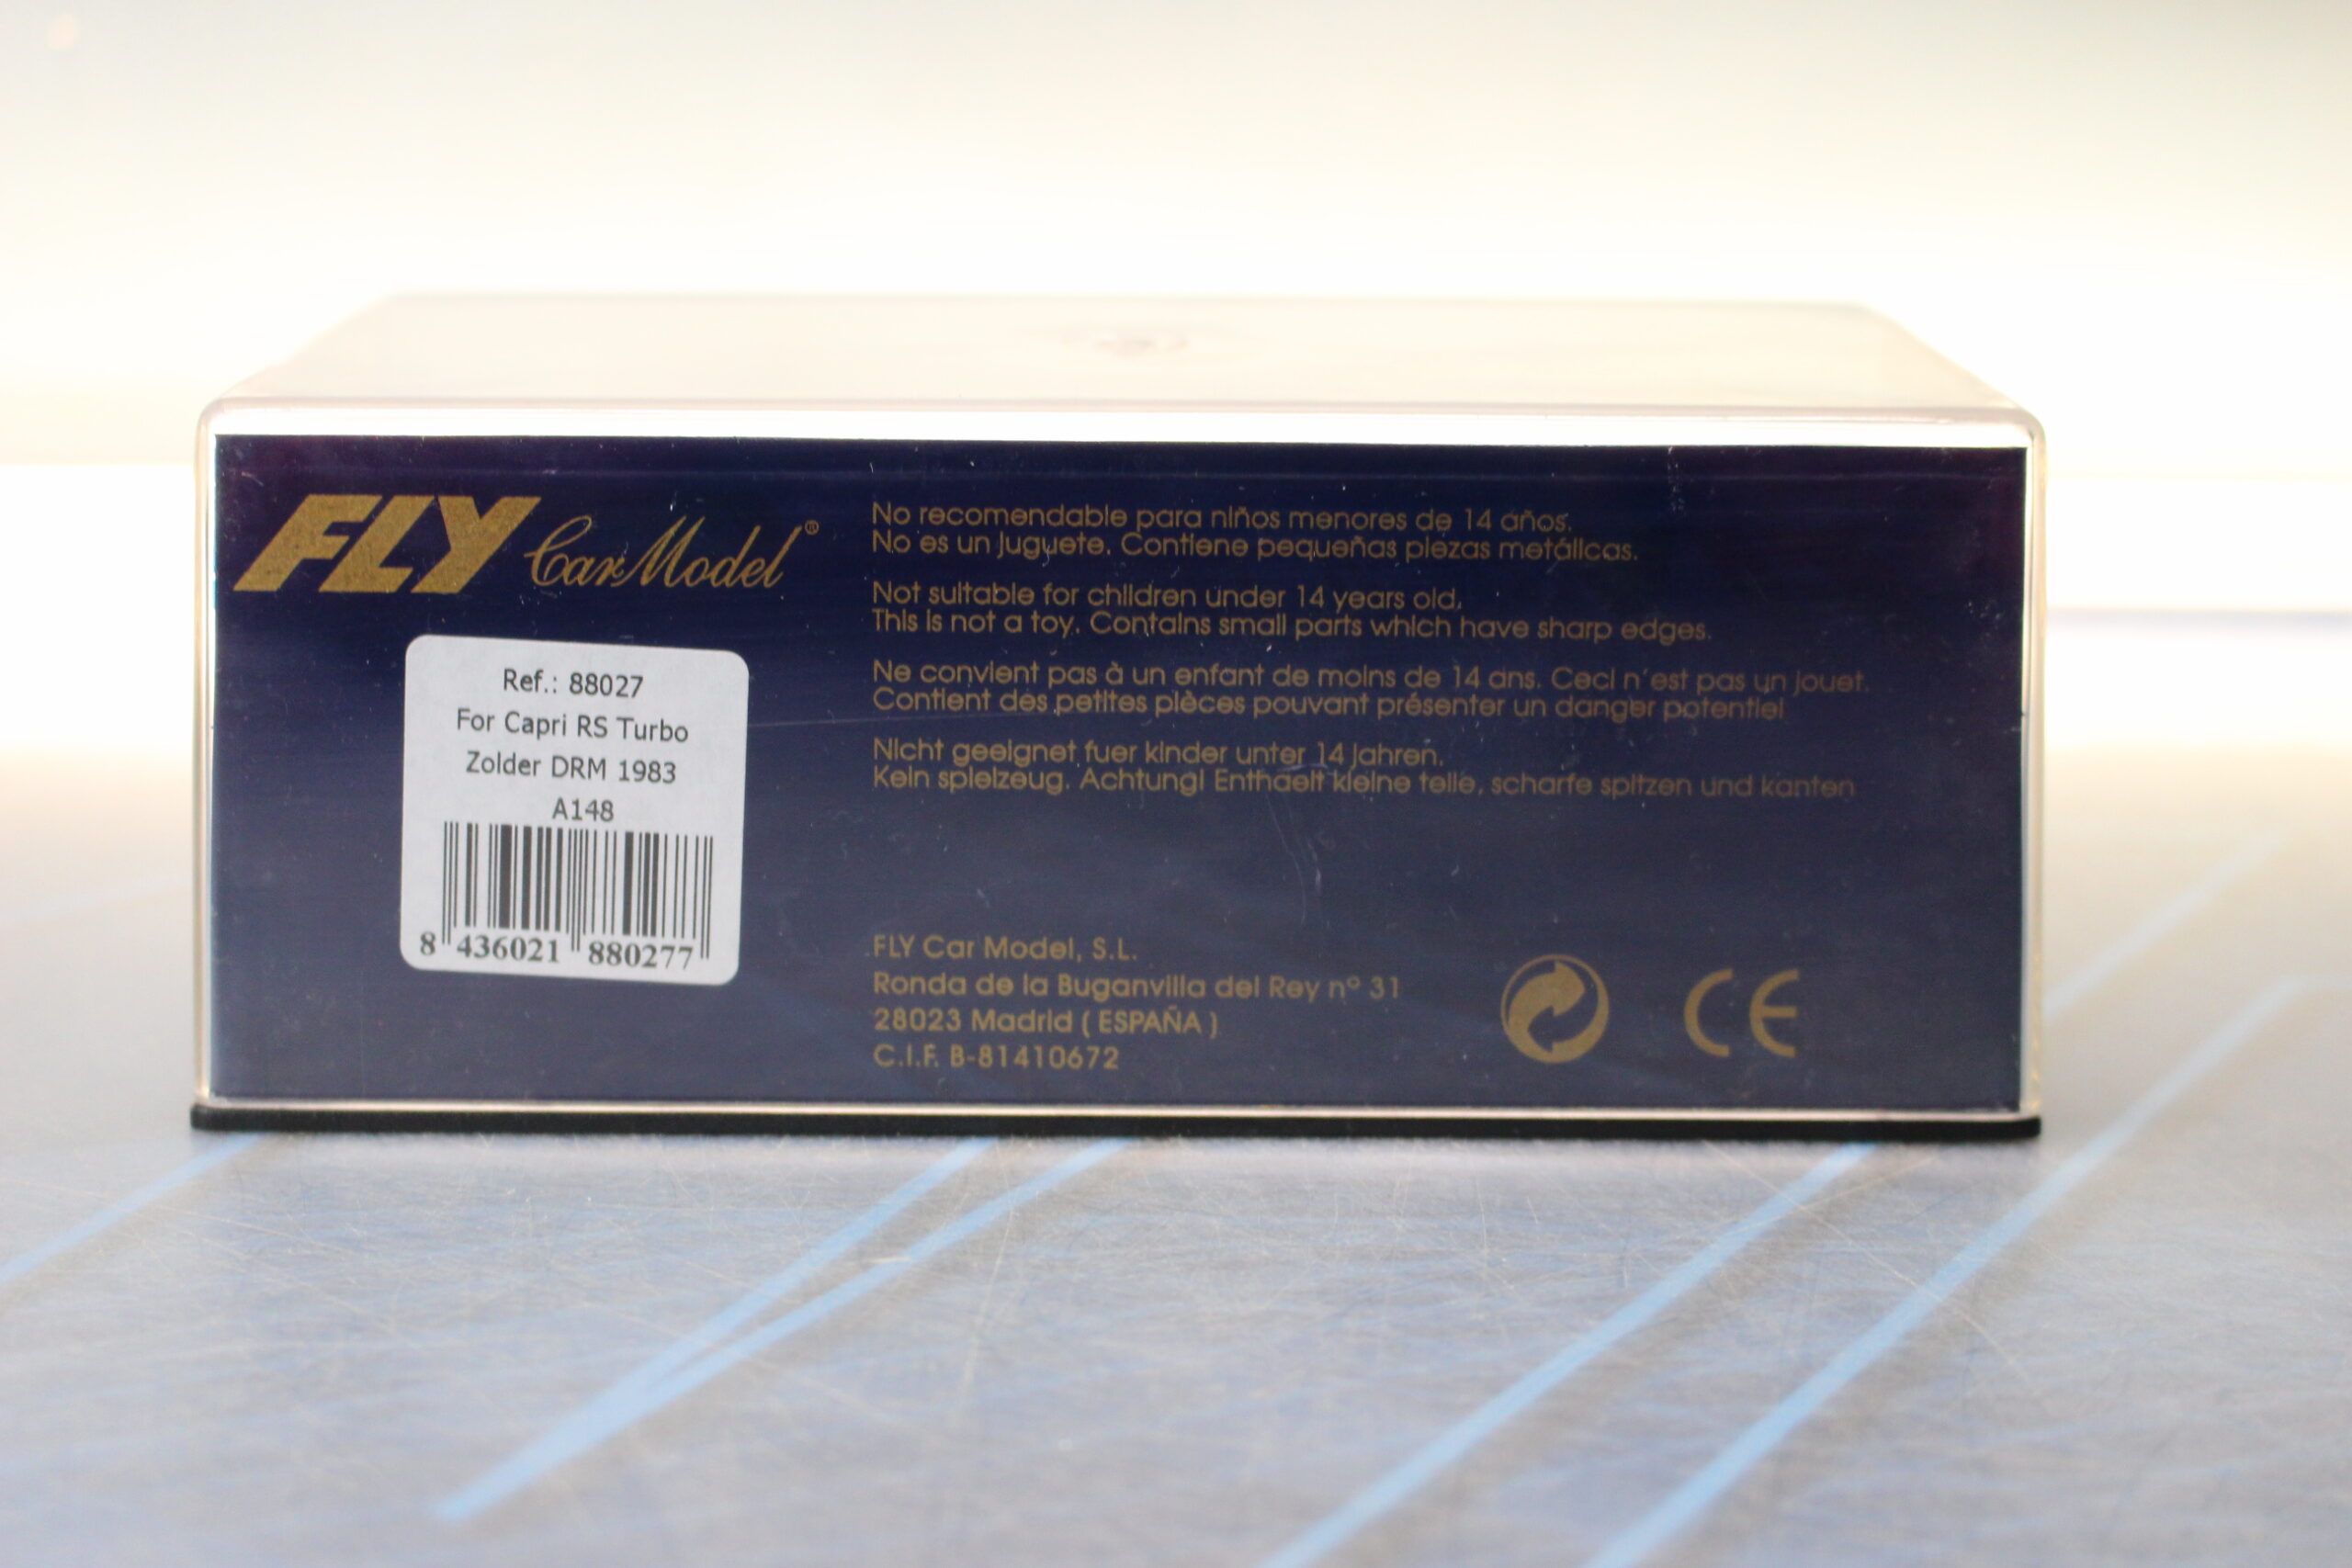 FLY Car Model®
Ref.: 88027
For Capri RS Turbo
Zolder DRM 1983
A148
8 436021 880277
No recomendable para niños menores de 14 años.
No es un juguete. Contiene pequeñas piezas metálicas.
Not suitable for children under 14 years old.
This is not a toy. Contains small parts which have sharp edges.
Ne convient pas à un enfant de moins de 14 ans. Ceci n'est pas un jouet.
Contient des petites pièces pouvant présenter un danger potentiel
Nicht geeignet fuer kinder unter 14 jahren.
Kein spielzeug. Achtung! Enthaelt kleine teile, scharfe spitzen und kanten
FLY Car Model, S.L.
Ronda de la Buganvilla del Rey nº 31
28023 Madrid ( ESPAÑA )
C.I.F. B-81410672
CE